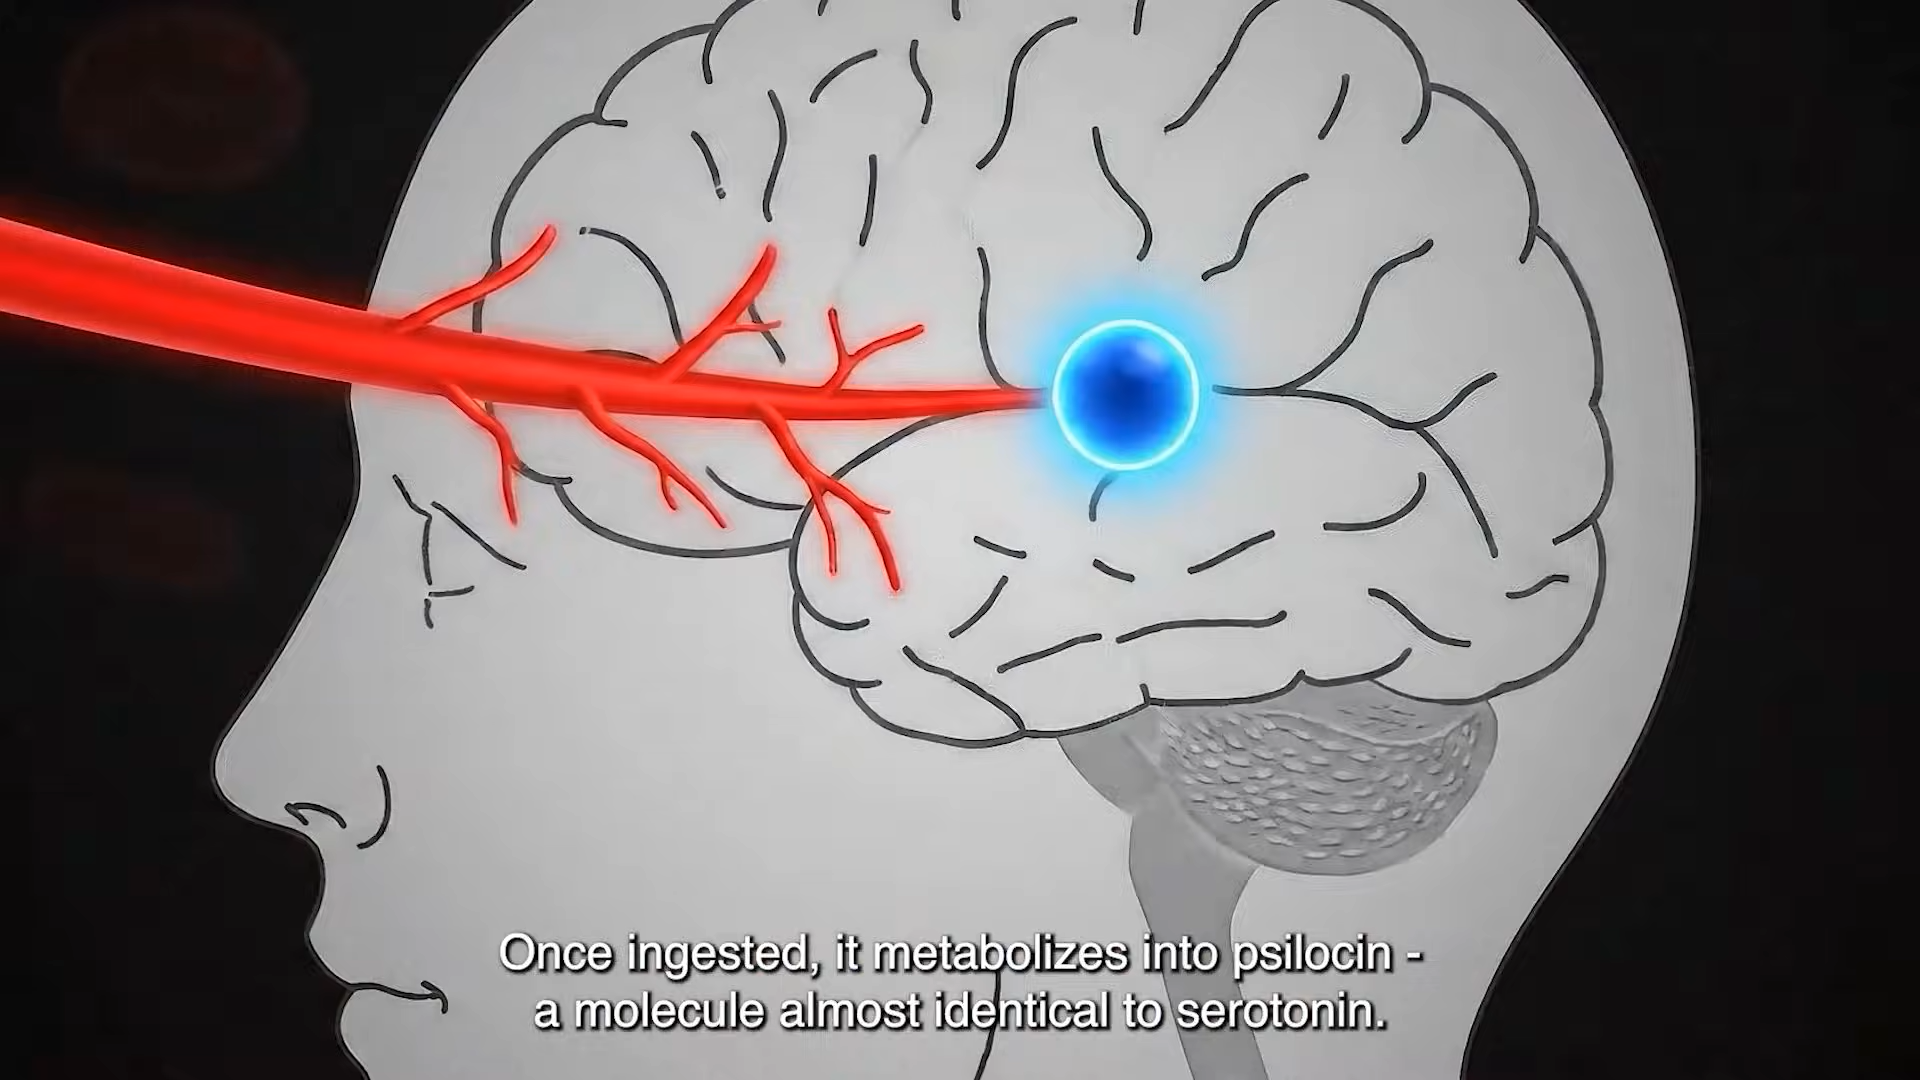 Once ingested, it metabolizes into psilocin -
a molecule almost identical to serotonin.